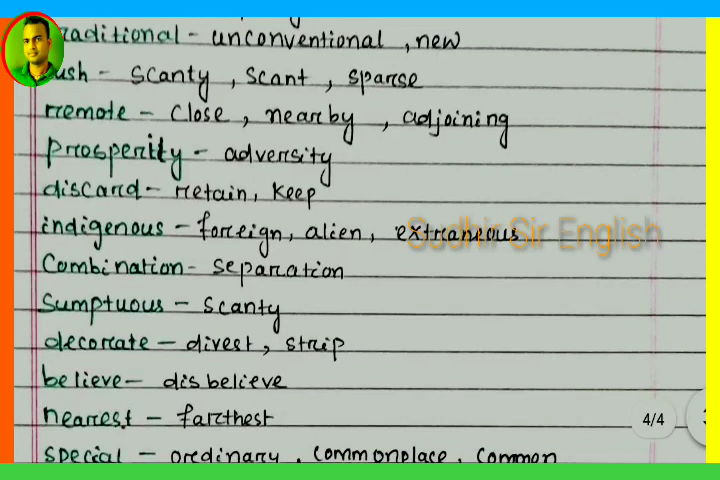 traditional - unconventional, new
lush - scanty, scant, sparse
remote - close, nearby, adjoining
prosperity - adversity
discard - retain, keep
indigenous - foreign, alien, extraneous
Sudhir Sir English
Combination - separation
sumptuous - scanty
decorate - divest, strip
believe - disbelieve
nearest - farthest
special - ordinary, commonplace, common
4/4